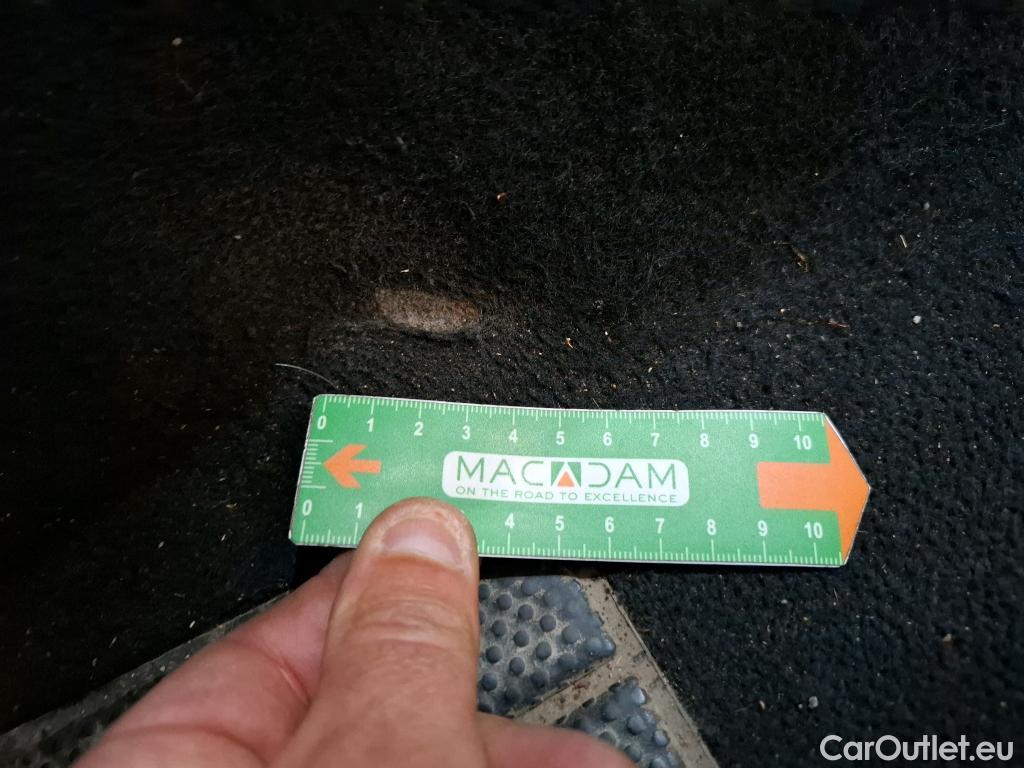 0 1 2 3 4 5 6 7 8 9 10
MACADAM
ON THE ROAD TO EXCELLENCE
0 1 4 5 6 7 8 9 10
CarOutlet.eu